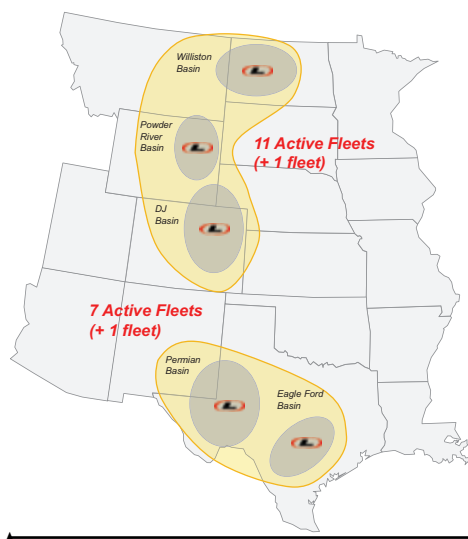 Williston
Basin
Powder
River
Basin
11 Active Fleets
(+ 1 fleet)
DJ
Basin
7 Active Fleets
(+ 1 fleet)
Permian
Basin
Eagle Ford
Basin
L
L
L
L
L